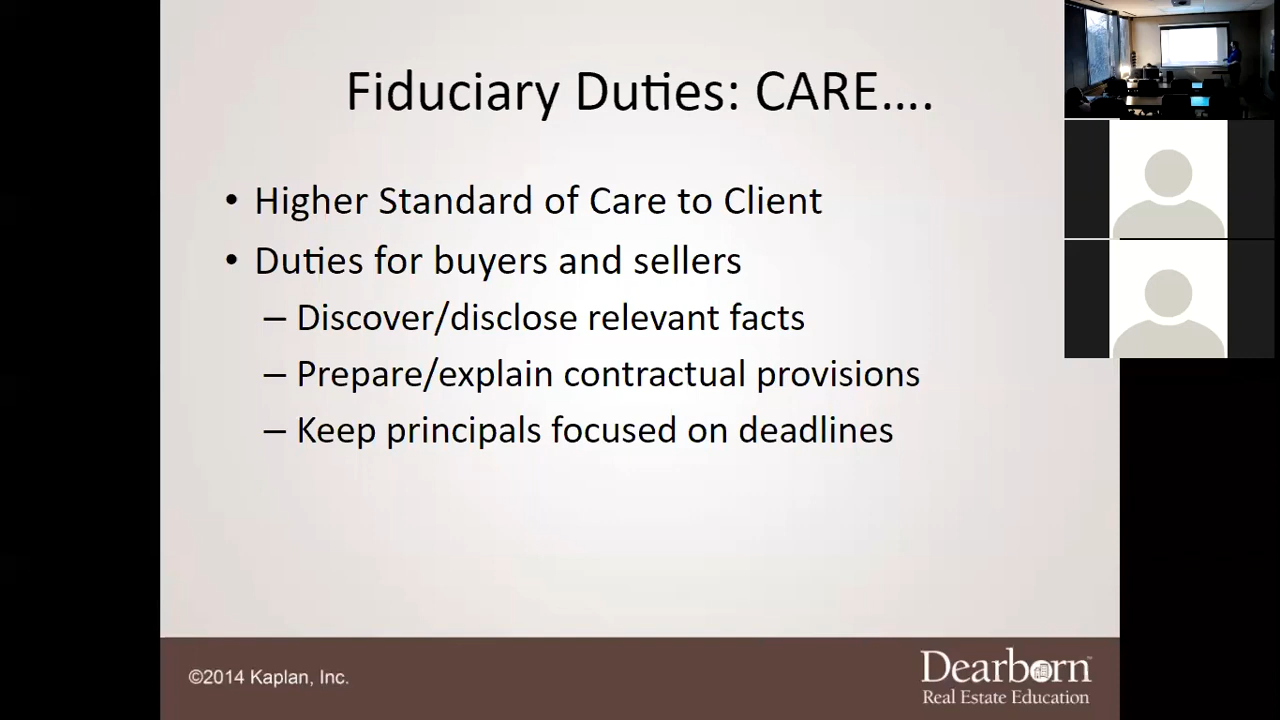 Fiduciary Duties: CARE....
• Higher Standard of Care to Client
• Duties for buyers and sellers
– Discover/disclose relevant facts
– Prepare/explain contractual provisions
– Keep principals focused on deadlines
©2014 Kaplan, Inc.
Dearborn™
Real Estate Education